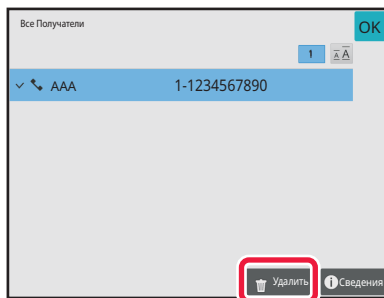 Все Получатели
OK
1 A A
AAA 1-1234567890
Удалить i Сведения